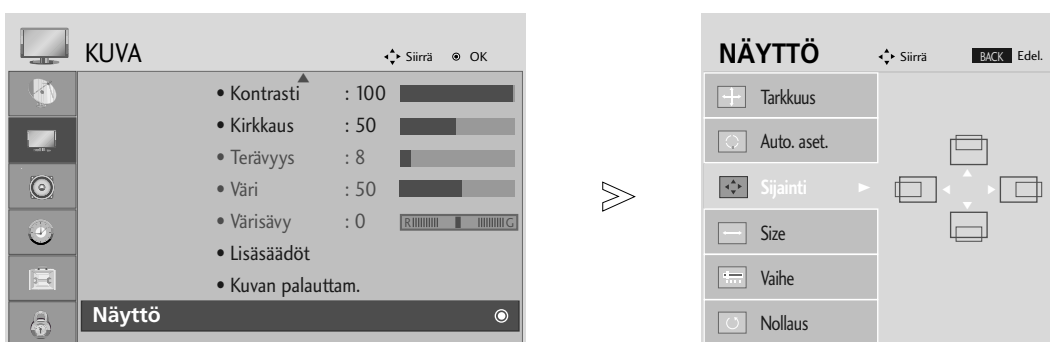 KUVA
Siirrä OK
• Kontrasti : 100
• Kirkkaus : 50
• Terävyys : 8
• Väri : 50
• Värisävy : 0 R G
• Lisäsäädöt
• Kuvan palauttam.
Näyttö
NÄYTTÖ
Siirrä BACK Edel.
Tarkkuus
Auto. aset.
Sijainti
Size
Vaihe
Nollaus